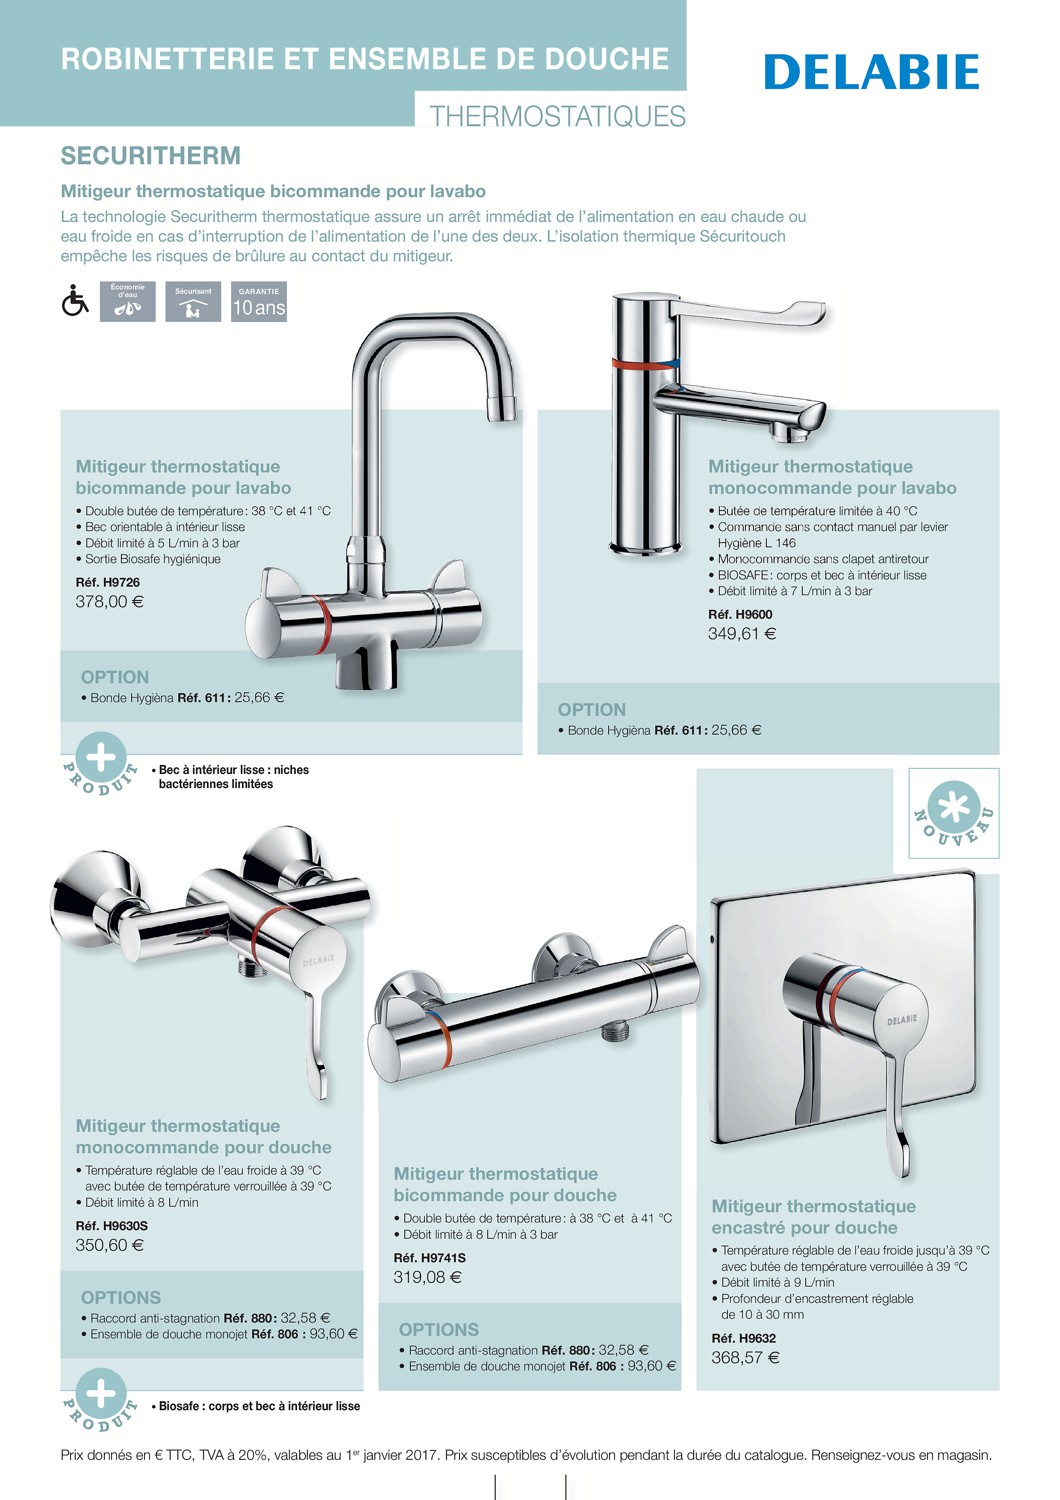 ROBINETTERIE ET ENSEMBLE DE DOUCHE
DELABIE
THERMOSTATIQUES
SECURITHERM
Mitigeur thermostatique bicommande pour lavabo
La technologie Securitherm thermostatique assure un arrêt immédiat de l'alimentation en eau chaude ou
eau froide en cas d'interruption de l'alimentation de l'une des deux. L'isolation thermique Sécuritouch
empêche les risques de brûlure au contact du mitigeur.
Économie
d'eau
Sécurisant
GARANTIE
10 ans
Mitigeur thermostatique
bicommande pour lavabo
• Double butée de température : 38 °C et 41 °C
• Bec orientable à intérieur lisse
• Débit limité à 5 L/min à 3 bar
• Sortie Biosafe hygiénique
Réf. H9726
378,00 €
OPTION
• Bonde Hygièna Réf. 611 : 25,66 €
Mitigeur thermostatique
monocommande pour lavabo
• Butée de température limitée à 40 °C
• Commande sans contact manuel par levier
Hygiène L 146
• Monocommande sans clapet antiretour
• BIOSAFE : corps et bec à intérieur lisse
• Débit limité à 7 L/min à 3 bar
Réf. H9600
349,61 €
OPTION
• Bonde Hygièna Réf. 611 : 25,66 €
PRODUIT
• Bec à intérieur lisse : niches
bactériennes limitées
NOUVEAU
DELABIE
DELABIE
Mitigeur thermostatique
monocommande pour douche
• Température réglable de l'eau froide à 39 °C
avec butée de température verrouillée à 39 °C
• Débit limité à 8 L/min
Réf. H9630S
350,60 €
OPTIONS
• Raccord anti-stagnation Réf. 880 : 32,58 €
• Ensemble de douche monojet Réf. 806 : 93,60 €
Mitigeur thermostatique
bicommande pour douche
• Double butée de température : à 38 °C et à 41 °C
• Débit limité à 8 L/min à 3 bar
Réf. H9741S
319,08 €
OPTIONS
• Raccord anti-stagnation Réf. 880 : 32,58 €
• Ensemble de douche monojet Réf. 806 : 93,60 €
Mitigeur thermostatique
encastré pour douche
• Température réglable de l'eau froide jusqu'à 39 °C
avec butée de température verrouillée à 39 °C
• Débit limité à 9 L/min
• Profondeur d'encastrement réglable
de 10 à 30 mm
Réf. H9632
368,57 €
PRODUIT
• Biosafe : corps et bec à intérieur lisse
Prix donnés en € TTC, TVA à 20%, valables au 1er janvier 2017. Prix susceptibles d'évolution pendant la durée du catalogue. Renseignez-vous en magasin.